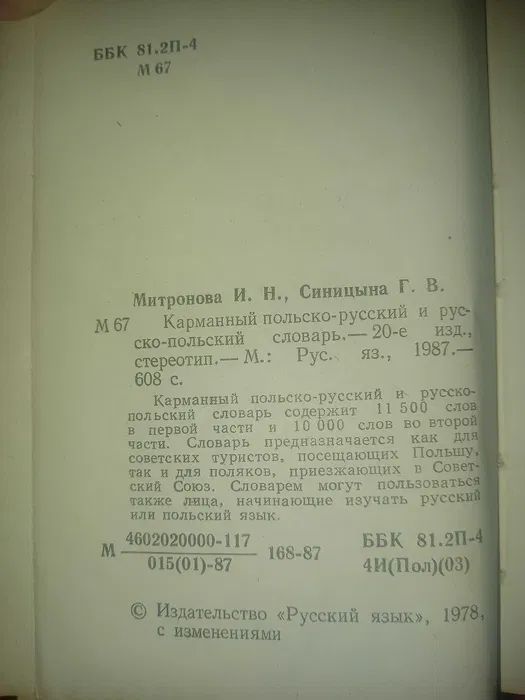 ББК 81.2П-4
М 67
Митронова И. Н., Синицына Г. В.
М 67 Карманный польско-русский и рус-
ско-польский словарь.— 20-е изд.,
стереотип.— М.: Рус. яз., 1987.—
608 с.
Карманный польско-русский и русско-
польский словарь содержит 11 500 слов
в первой части и 10 000 слов во второй
части. Словарь предназначается как для
советских туристов, посещающих Польшу,
так и для поляков, приезжающих в Совет-
ский Союз. Словарем могут пользоваться
также лица, начинающие изучать русский
или польский язык.
М 4602020000-117 168-87 ББК 81.2П-4
015(01)-87 4И(Пол)(03)
© Издательство «Русский язык», 1978,
с изменениями